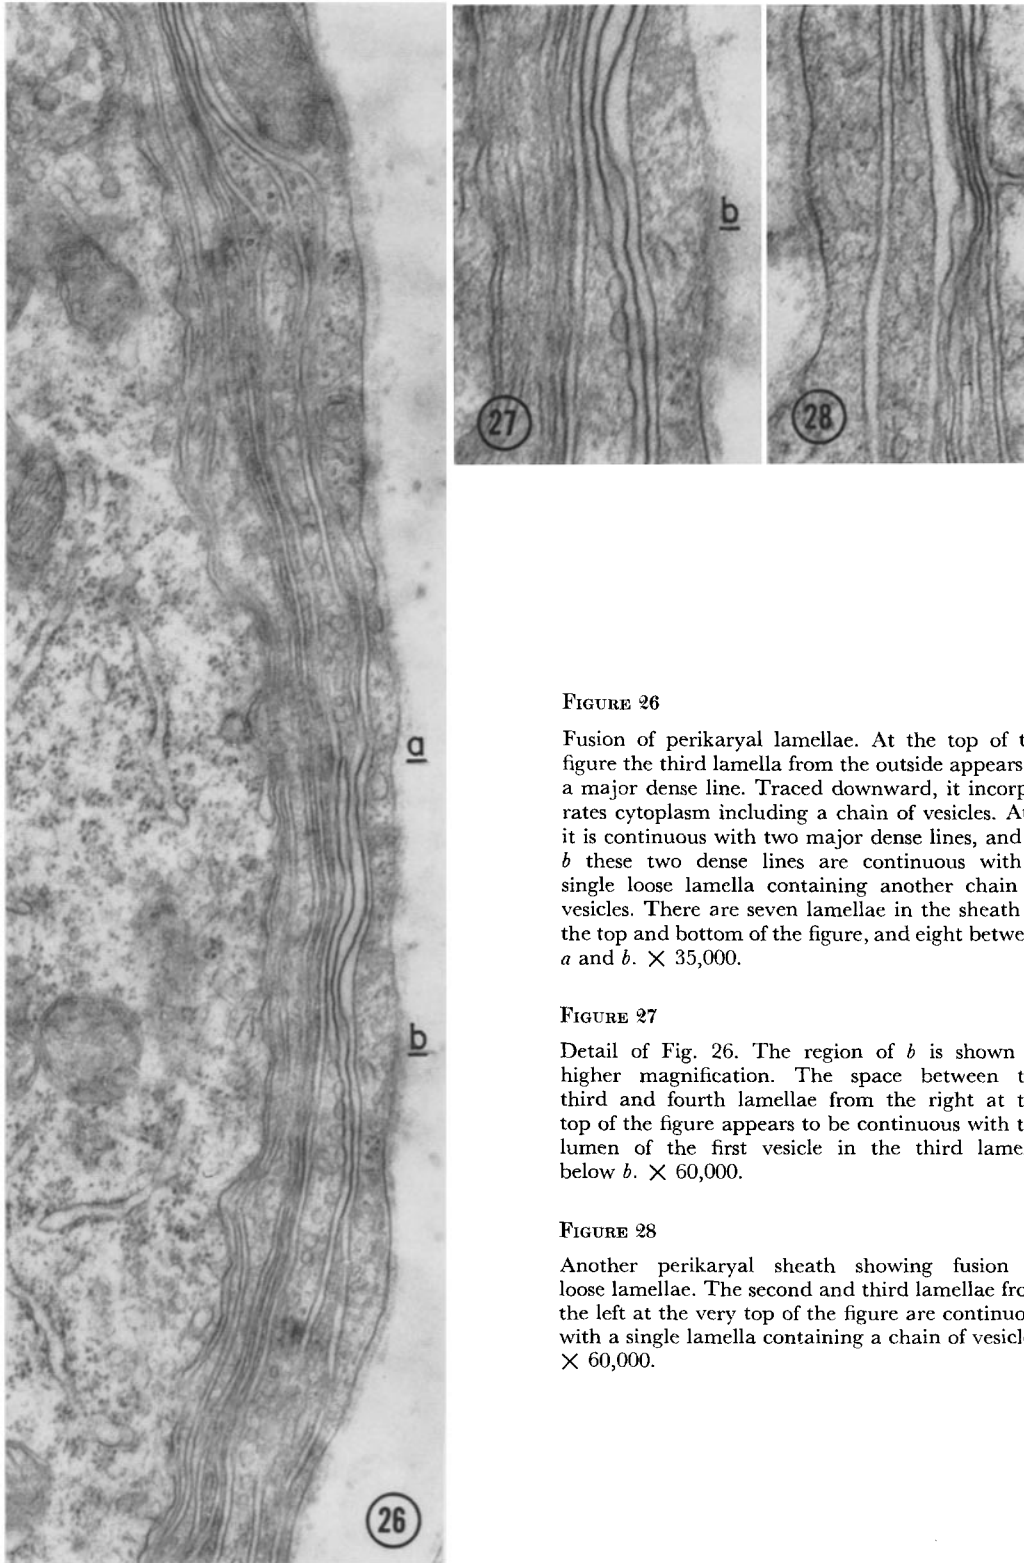 b
27
28
a
b
26
FIGURE 26
Fusion of perikaryal lamellae. At the top of t
figure the third lamella from the outside appears
a major dense line. Traced downward, it incorp
rates cytoplasm including a chain of vesicles. A
it is continuous with two major dense lines, and
b these two dense lines are continuous with
single loose lamella containing another chain
vesicles. There are seven lamellae in the sheath
the top and bottom of the figure, and eight betwe
a and b. × 35,000.
FIGURE 27
Detail of Fig. 26. The region of b is shown
higher magnification. The space between t
third and fourth lamellae from the right at t
top of the figure appears to be continuous with t
lumen of the first vesicle in the third lame
below b. × 60,000.
FIGURE 28
Another perikaryal sheath showing fusion
loose lamellae. The second and third lamellae fro
the left at the very top of the figure are continuo
with a single lamella containing a chain of vesicl
× 60,000.